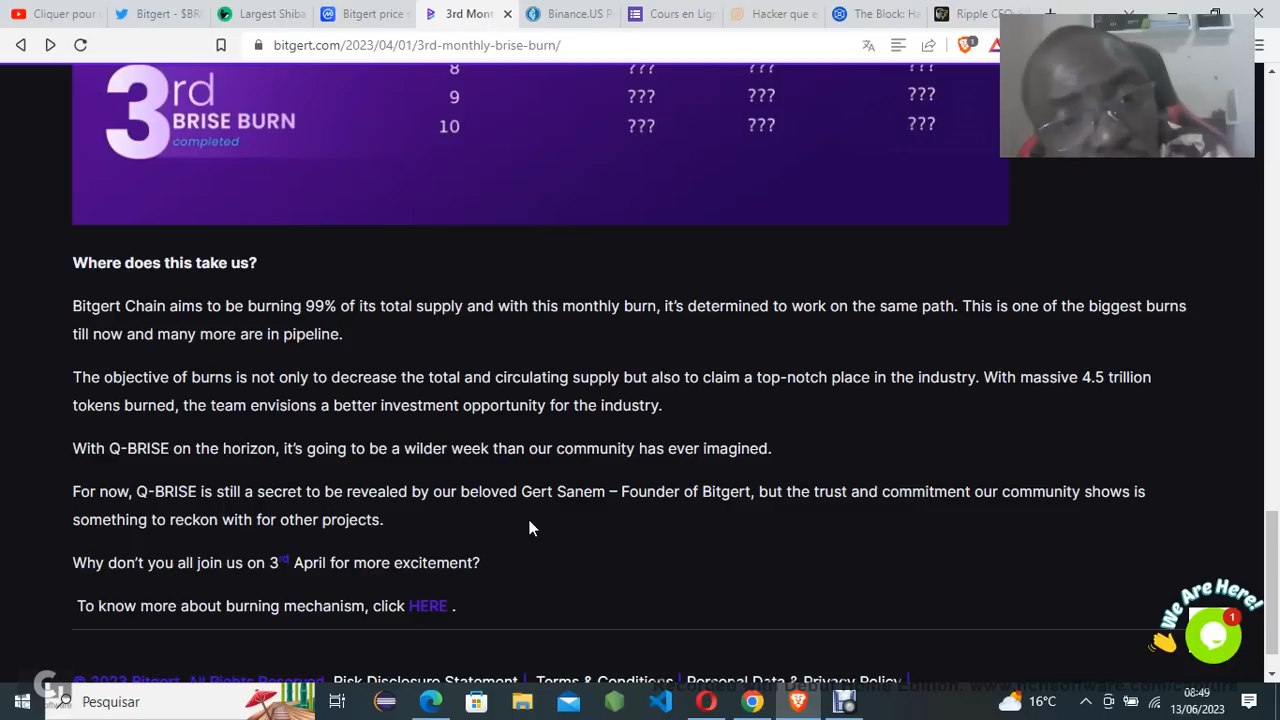 Cliquer pour g
Bitgert - $BRI
Largest Shiba
Bitgert price s
3rd Mont
Binance.US P
Cours en Lign
Hacker que e
The Block: Ha
Ripple
bitgert.com/2023/04/01/3rd-monthly-brise-burn/
1
8 ??? ??? ???
9 ??? ??? ???
10 ??? ??? ???
3rd
BRISE BURN
completed
Where does this take us?
Bitgert Chain aims to be burning 99% of its total supply and with this monthly burn, it’s determined to work on the same path. This is one of the biggest burns
till now and many more are in pipeline.
The objective of burns is not only to decrease the total and circulating supply but also to claim a top-notch place in the industry. With massive 4.5 trillion
tokens burned, the team envisions a better investment opportunity for the industry.
With Q-BRISE on the horizon, it’s going to be a wilder week than our community has ever imagined.
For now, Q-BRISE is still a secret to be revealed by our beloved Gert Sanem – Founder of Bitgert, but the trust and commitment our community shows is
something to reckon with for other projects.
Why don’t you all join us on 3rd April for more excitement?
To know more about burning mechanism, click HERE .
We Are Here!
1
© 2023 Bitgert. All Rights Reserved. Risk Disclosure Statement | Terms & Conditions | Personal Data & Privacy Policy |
Pesquisar
16°C
08:49
13/06/2023